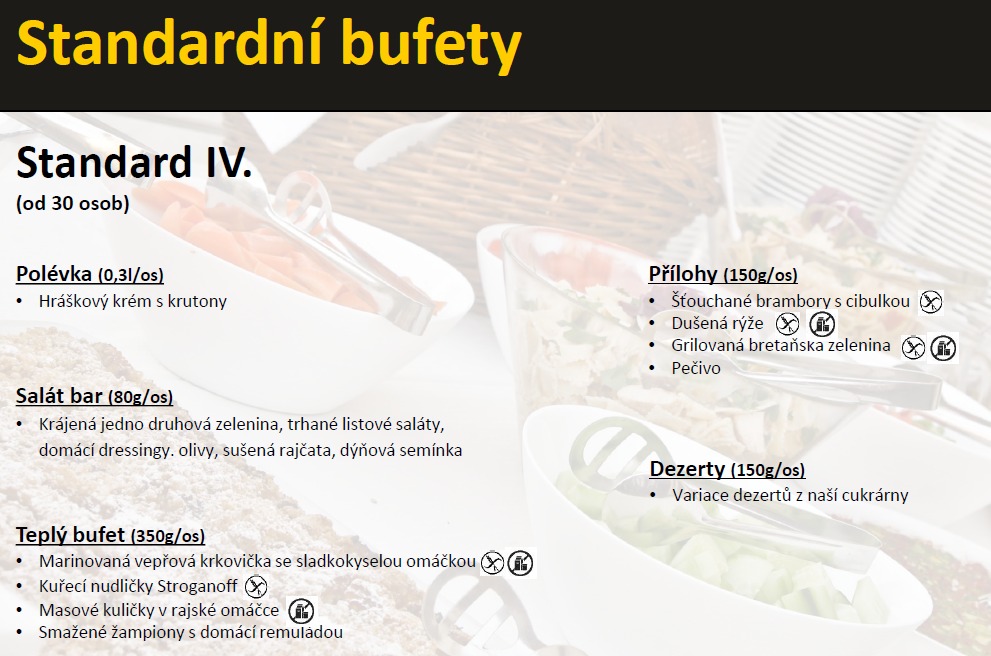 Standardní bufety
Standard IV.
(od 30 osob)
Polévka (0,3l/os)
• Hráškový krém s krutony
Salát bar (80g/os)
• Krájená jedno druhová zelenina, trhané listové saláty,
domácí dressingy. olivy, sušená rajčata, dýňová semínka
Teplý bufet (350g/os)
• Marinovaná vepřová krkovička se sladkokyselou omáčkou
• Kuřecí nudličky Stroganoff
• Masové kuličky v rajské omáčce
• Smažené žampiony s domácí remuládou
Přílohy (150g/os)
• Šťouchané brambory s cibulkou
• Dušená rýže
• Grilovaná bretaňska zelenina
• Pečivo
Dezerty (150g/os)
• Variace dezertů z naší cukrárny